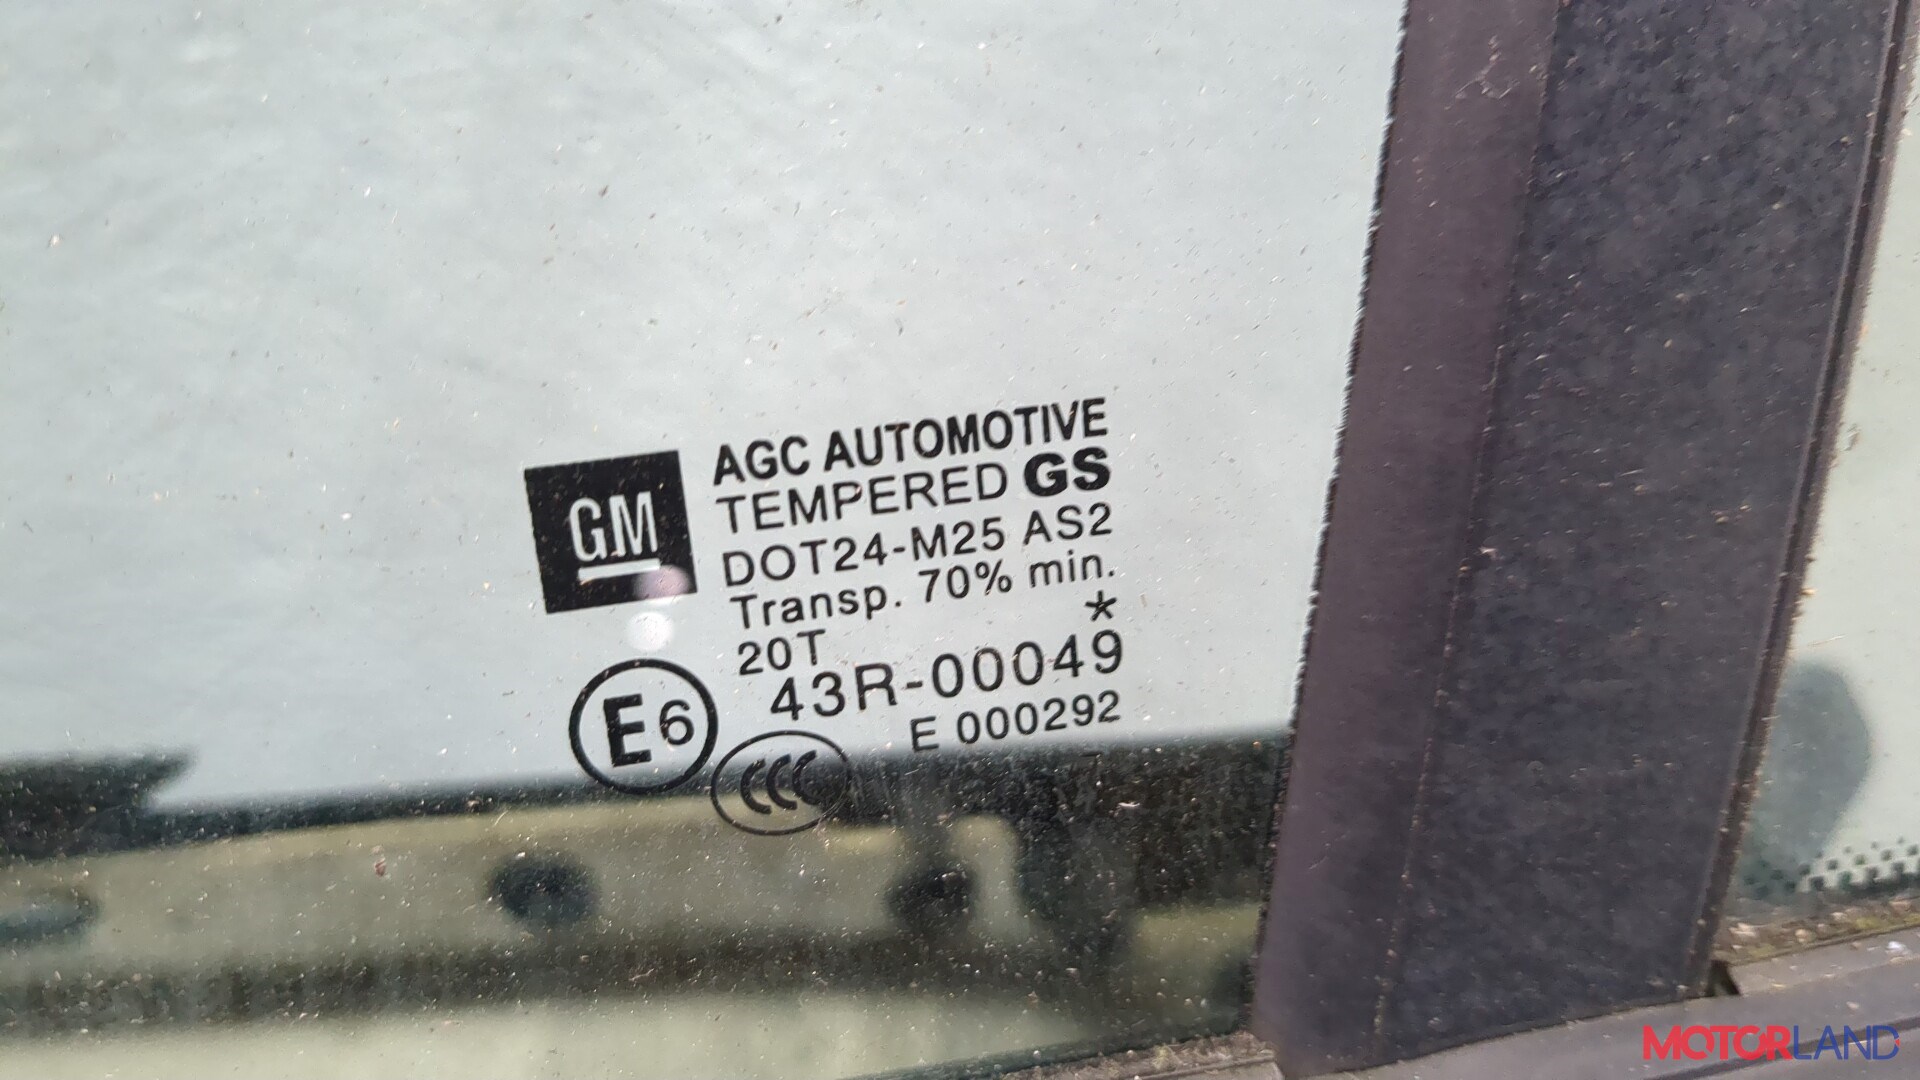 GM
AGC AUTOMOTIVE
TEMPERED GS
DOT24-M25 AS2
Transp. 70% min.
20T *
E6 43R-00049
CCC E 000292
MOTORLAND